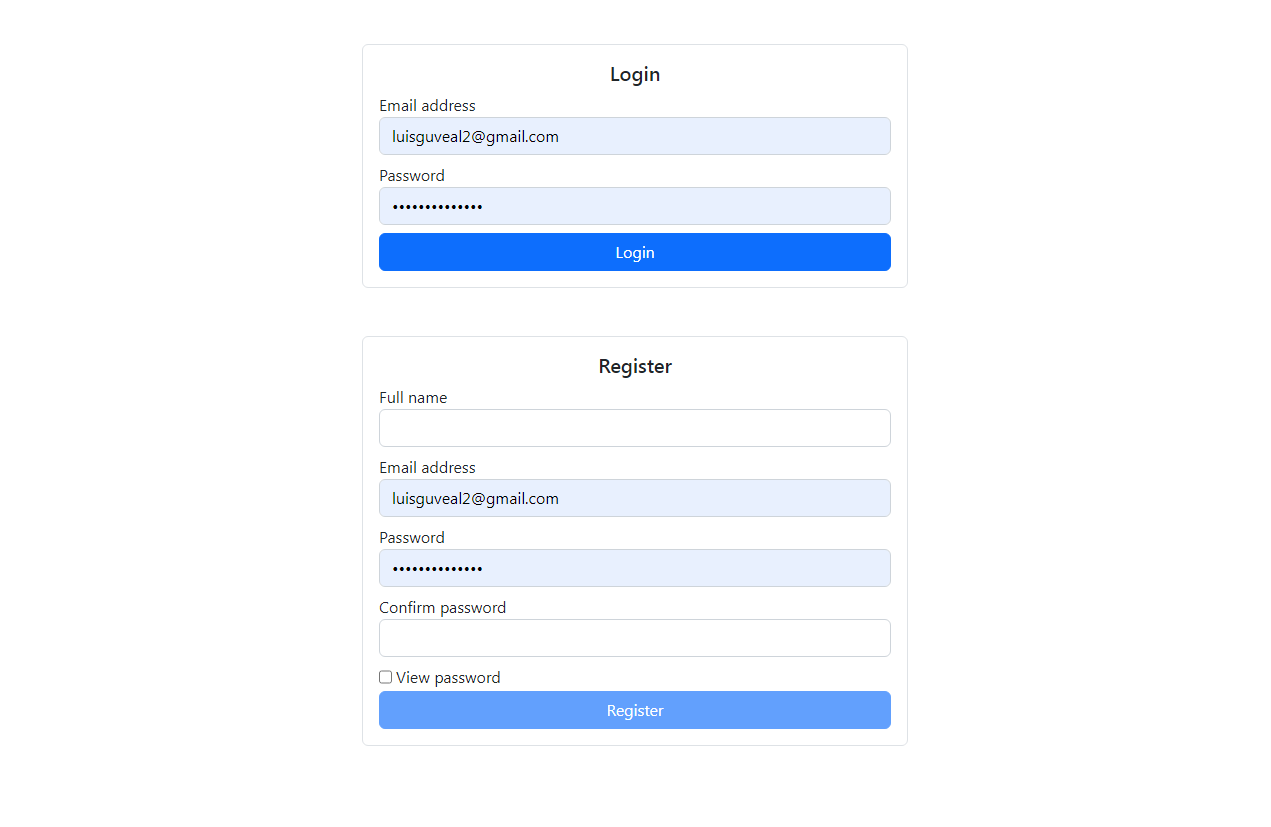 Login
Email address
luisguveal2@gmail.com
Password
••••••••••••••
Login
Register
Full name
Email address
luisguveal2@gmail.com
Password
••••••••••••••
Confirm password
View password
Register